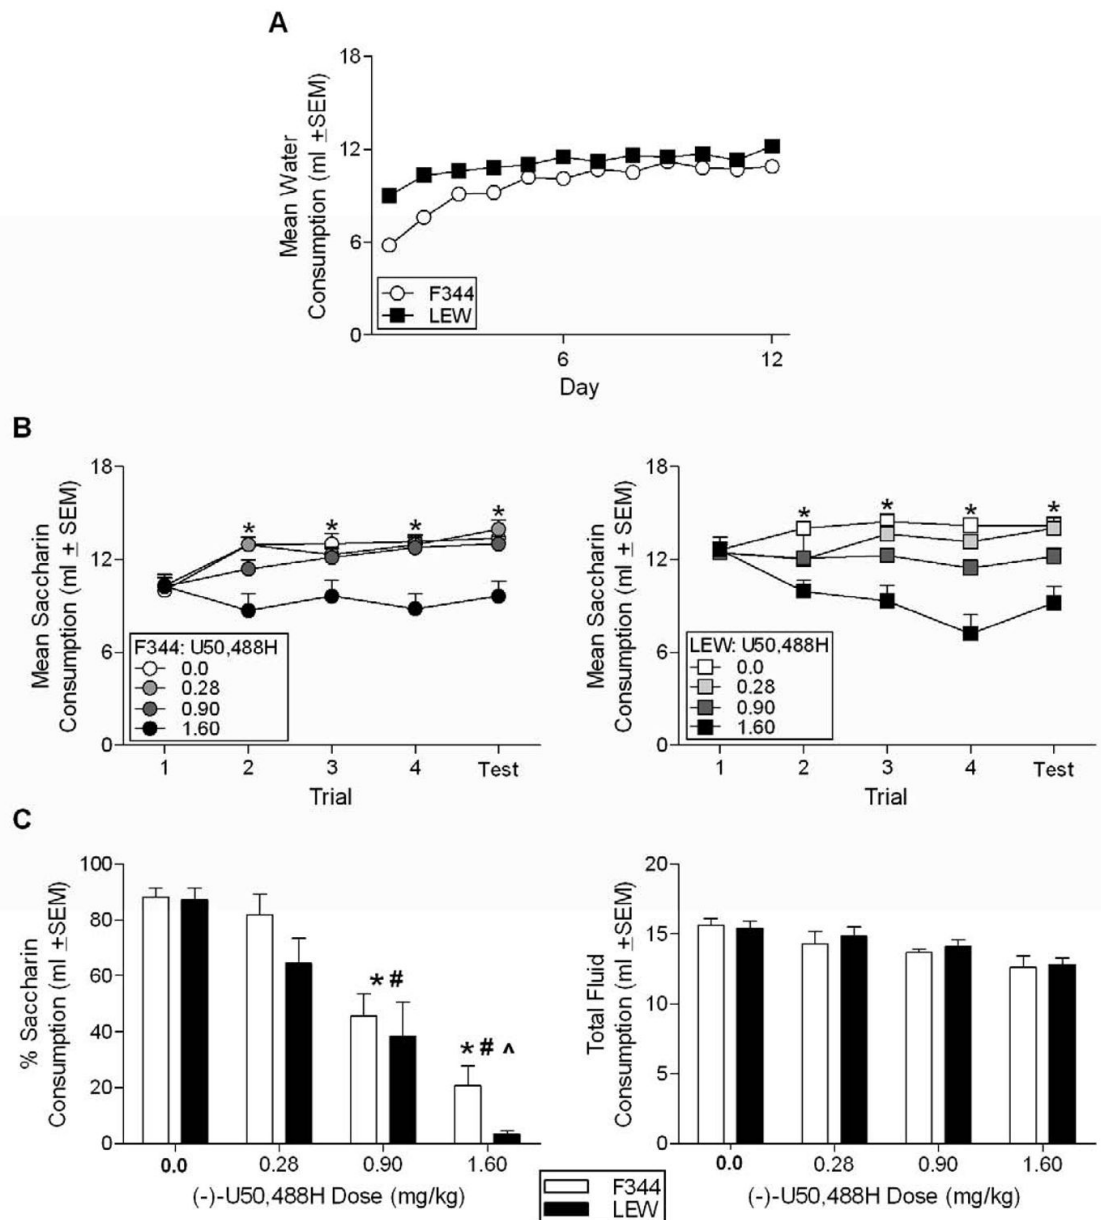 A
Mean Water
Consumption (ml ±SEM)
18
12
6
0
F344
LEW
6
12
Day
B
Mean Saccharin
Consumption (ml ± SEM)
18
12
6
0
* * * *
F344: U50,488H
0.0
0.28
0.90
1.60
1 2 3 4 Test
Trial
Mean Saccharin
Consumption (ml ± SEM)
18
12
6
0
* * * *
LEW: U50,488H
0.0
0.28
0.90
1.60
1 2 3 4 Test
Trial
C
% Saccharin
Consumption (ml ±SEM)
100
80
60
40
20
0
* #
* # ^
0.0 0.28 0.90 1.60
(-)-U50,488H Dose (mg/kg)
Total Fluid
Consumption (ml ±SEM)
20
15
10
5
0
0.0 0.28 0.90 1.60
(-)-U50,488H Dose (mg/kg)
F344
LEW